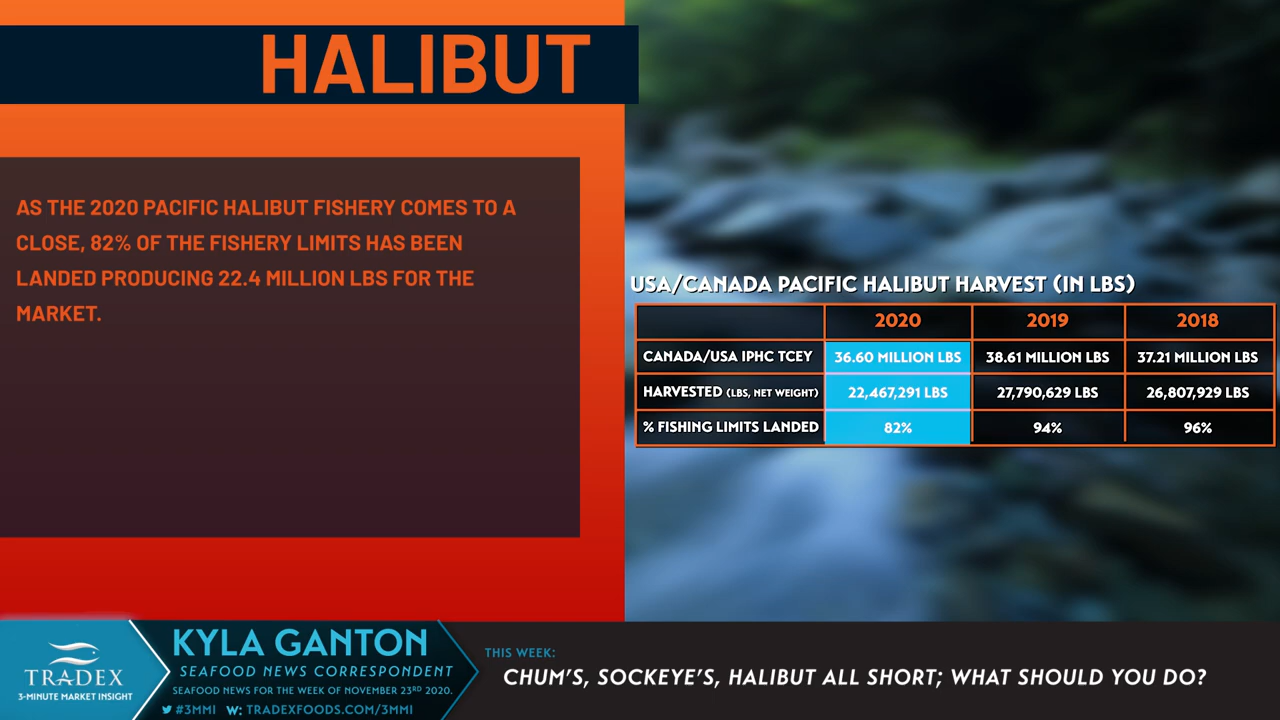 HALIBUT
AS THE 2020 PACIFIC HALIBUT FISHERY COMES TO A
CLOSE, 82% OF THE FISHERY LIMITS HAS BEEN
LANDED PRODUCING 22.4 MILLION LBS FOR THE
MARKET.
USA/CANADA PACIFIC HALIBUT HARVEST (IN LBS)
2020 2019 2018
CANADA/USA IPHC TCEY 36.60 MILLION LBS 38.61 MILLION LBS 37.21 MILLION LBS
HARVESTED (LBS, NET WEIGHT) 22,467,291 LBS 27,790,629 LBS 26,807,929 LBS
% FISHING LIMITS LANDED 82% 94% 96%
TRADEX
3-MINUTE MARKET INSIGHT
KYLA GANTON
SEAFOOD NEWS CORRESPONDENT
SEAFOOD NEWS FOR THE WEEK OF NOVEMBER 23RD 2020.
#3MMI W: TRADEXFOODS.COM/3MMI
THIS WEEK:
CHUM'S, SOCKEYE'S, HALIBUT ALL SHORT; WHAT SHOULD YOU DO?